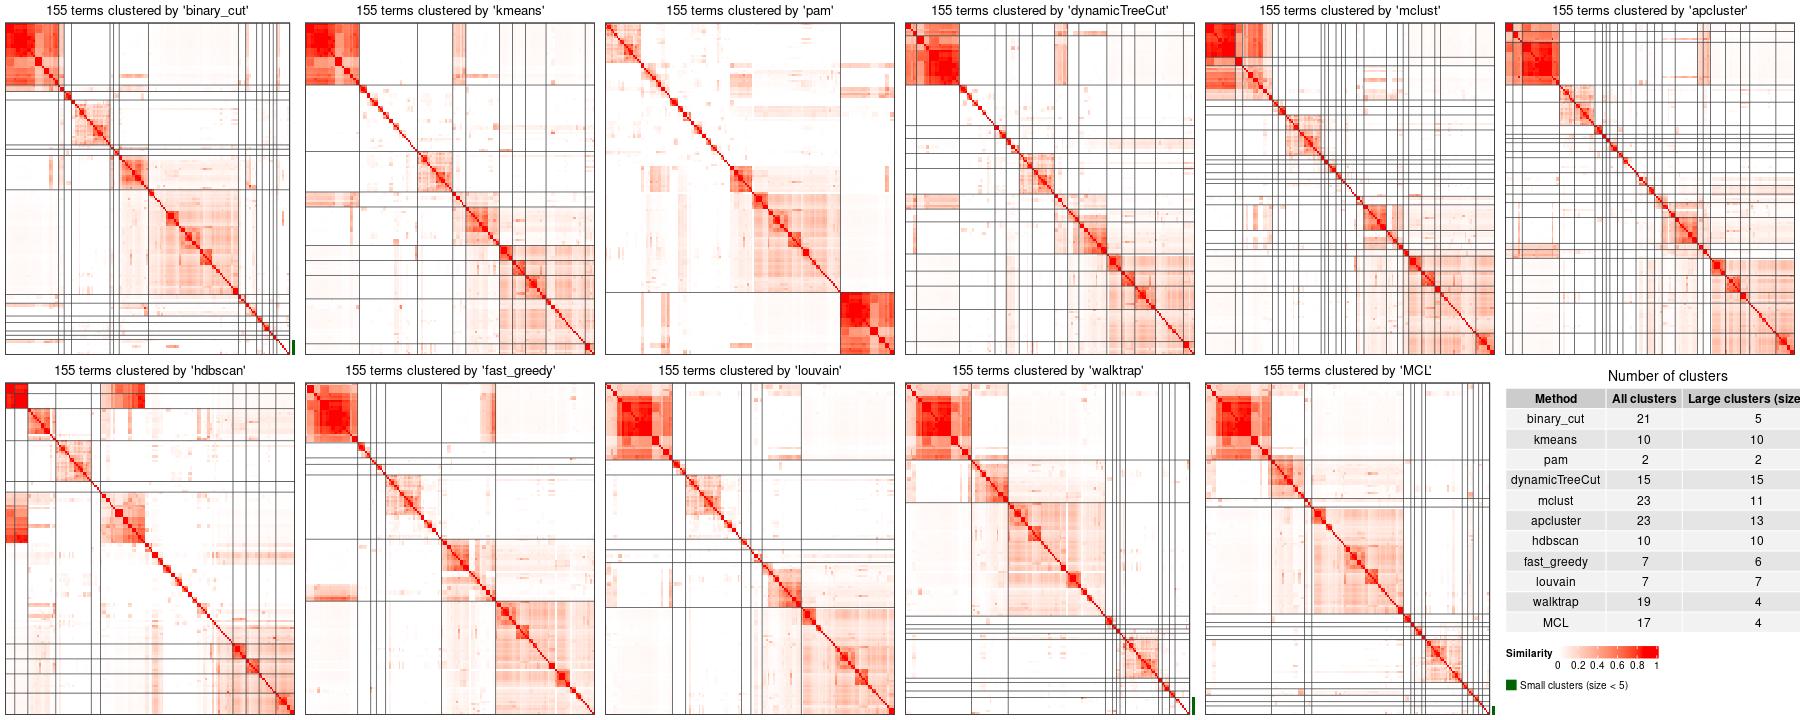 155 terms clustered by 'binary_cut'
155 terms clustered by 'kmeans'
155 terms clustered by 'pam'
155 terms clustered by 'dynamicTreeCut'
155 terms clustered by 'mclust'
155 terms clustered by 'apcluster'
155 terms clustered by 'hdbscan'
155 terms clustered by 'fast_greedy'
155 terms clustered by 'louvain'
155 terms clustered by 'walktrap'
155 terms clustered by 'MCL'
Number of clusters
Method All clusters Large clusters (size
binary_cut 21 5
kmeans 10 10
pam 2 2
dynamicTreeCut 15 15
mclust 23 11
apcluster 23 13
hdbscan 10 10
fast_greedy 7 6
louvain 7 7
walktrap 19 4
MCL 17 4
Similarity
0 0.2 0.4 0.6 0.8 1
Small clusters (size < 5)